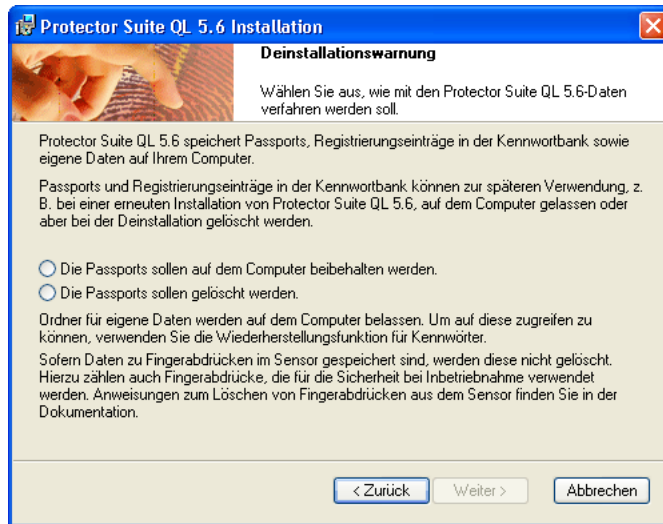 Protector Suite QL 5.6 Installation
Deinstallationswarnung
Wählen Sie aus, wie mit den Protector Suite QL 5.6-Daten
verfahren werden soll.
Protector Suite QL 5.6 speichert Passports, Registrierungseinträge in der Kennwortbank sowie
eigene Daten auf Ihrem Computer.
Passports und Registrierungseinträge in der Kennwortbank können zur späteren Verwendung, z.
B. bei einer erneuten Installation von Protector Suite QL 5.6, auf dem Computer gelassen oder
aber bei der Deinstallation gelöscht werden.
Die Passports sollen auf dem Computer beibehalten werden.
Die Passports sollen gelöscht werden.
Ordner für eigene Daten werden auf dem Computer belassen. Um auf diese zugreifen zu
können, verwenden Sie die Wiederherstellungsfunktion für Kennwörter.
Sofern Daten zu Fingerabdrücken im Sensor gespeichert sind, werden diese nicht gelöscht.
Hierzu zählen auch Fingerabdrücke, die für die Sicherheit bei Inbetriebnahme verwendet
werden. Anweisungen zum Löschen von Fingerabdrücken aus dem Sensor finden Sie in der
Dokumentation.
< Zurück Weiter > Abbrechen